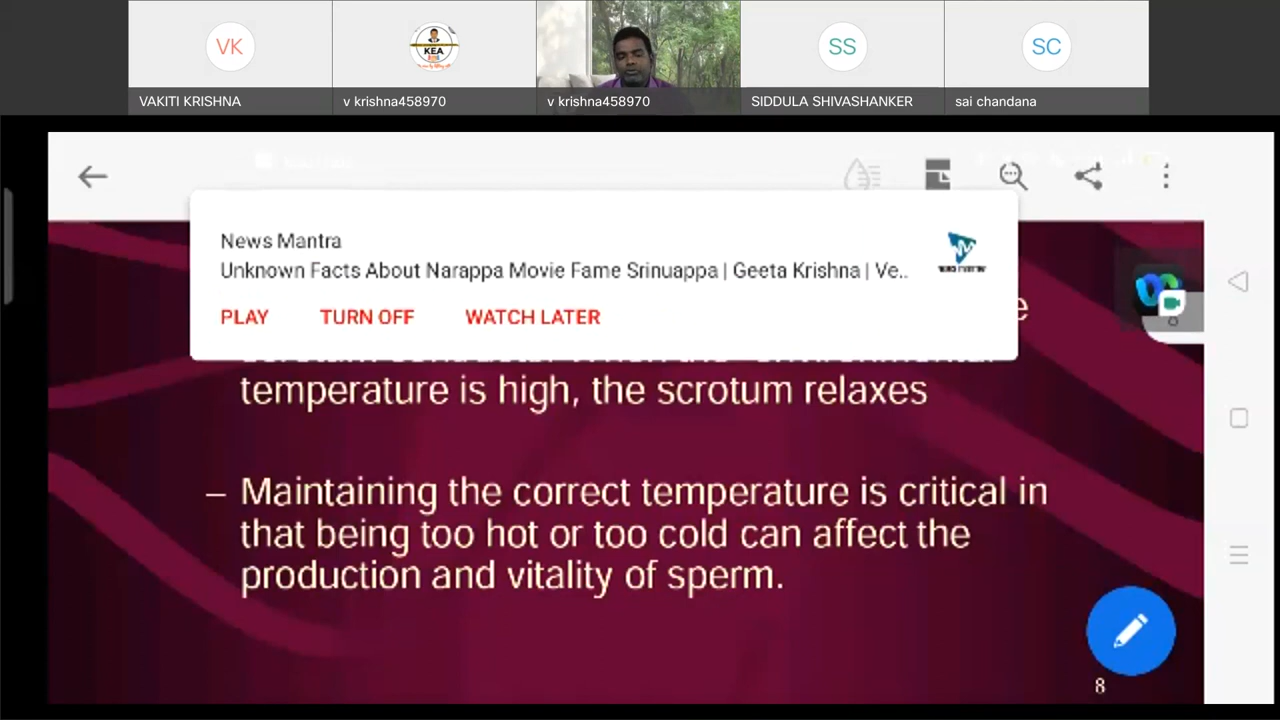 VK
SS
SC
KEA
VAKITI KRISHNA
v krishna458970
v krishna458970
SIDDULA SHIVASHANKER
sai chandana
News Mantra
Unknown Facts About Narappa Movie Fame Srinuappa | Geeta Krishna | Ve..
PLAY TURN OFF WATCH LATER
temperature is high, the scrotum relaxes
– Maintaining the correct temperature is critical in
that being too hot or too cold can affect the
production and vitality of sperm.
8